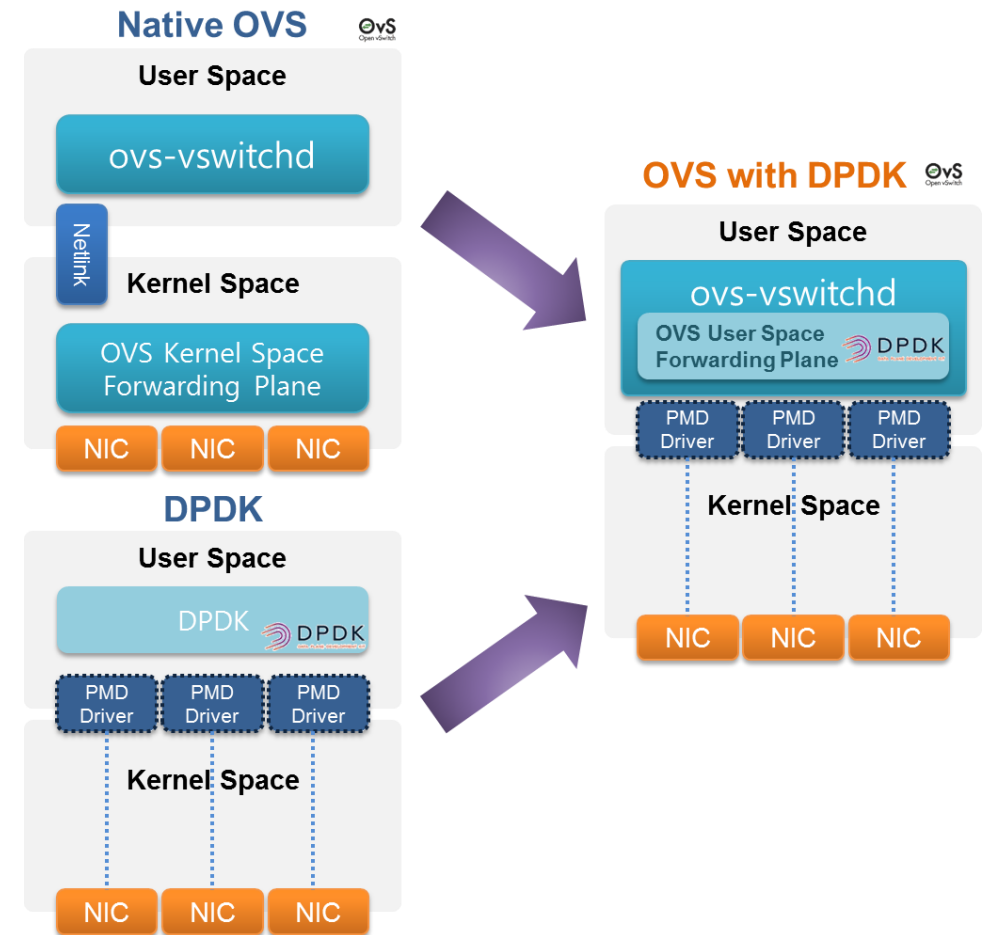 Native OVS
OvS
Open vSwitch
User Space
ovs-vswitchd
Netlink
Kernel Space
OVS Kernel Space
Forwarding Plane
NIC NIC NIC
DPDK
User Space
DPDK
DPDK
PMD Driver
PMD Driver
PMD Driver
Kernel Space
NIC NIC NIC
OVS with DPDK
OvS
Open vSwitch
User Space
ovs-vswitchd
OVS User Space
Forwarding Plane
DPDK
PMD Driver
PMD Driver
PMD Driver
Kernel Space
NIC NIC NIC